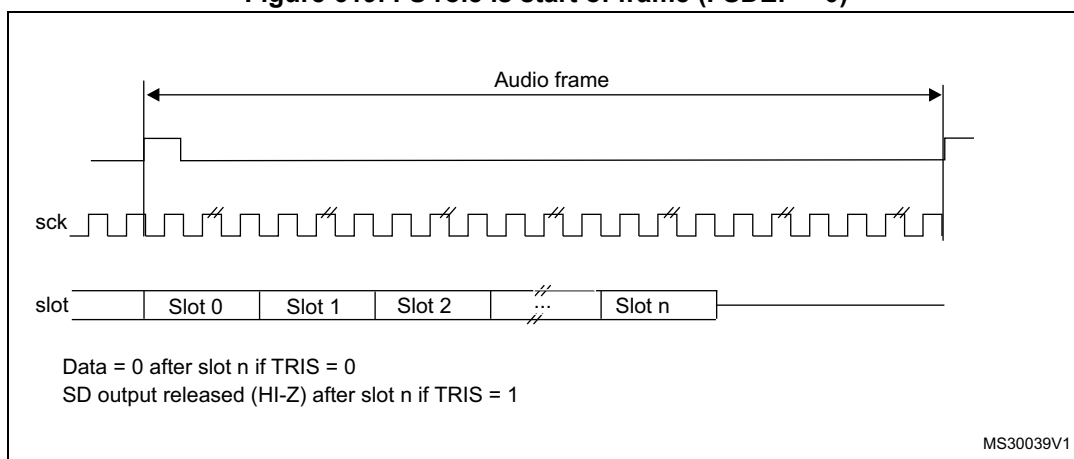 Audio frame
sck
slot
Slot 0
Slot 1
Slot 2
...
Slot n
Data = 0 after slot n if TRIS = 0
SD output released (HI-Z) after slot n if TRIS = 1
MS30039V1